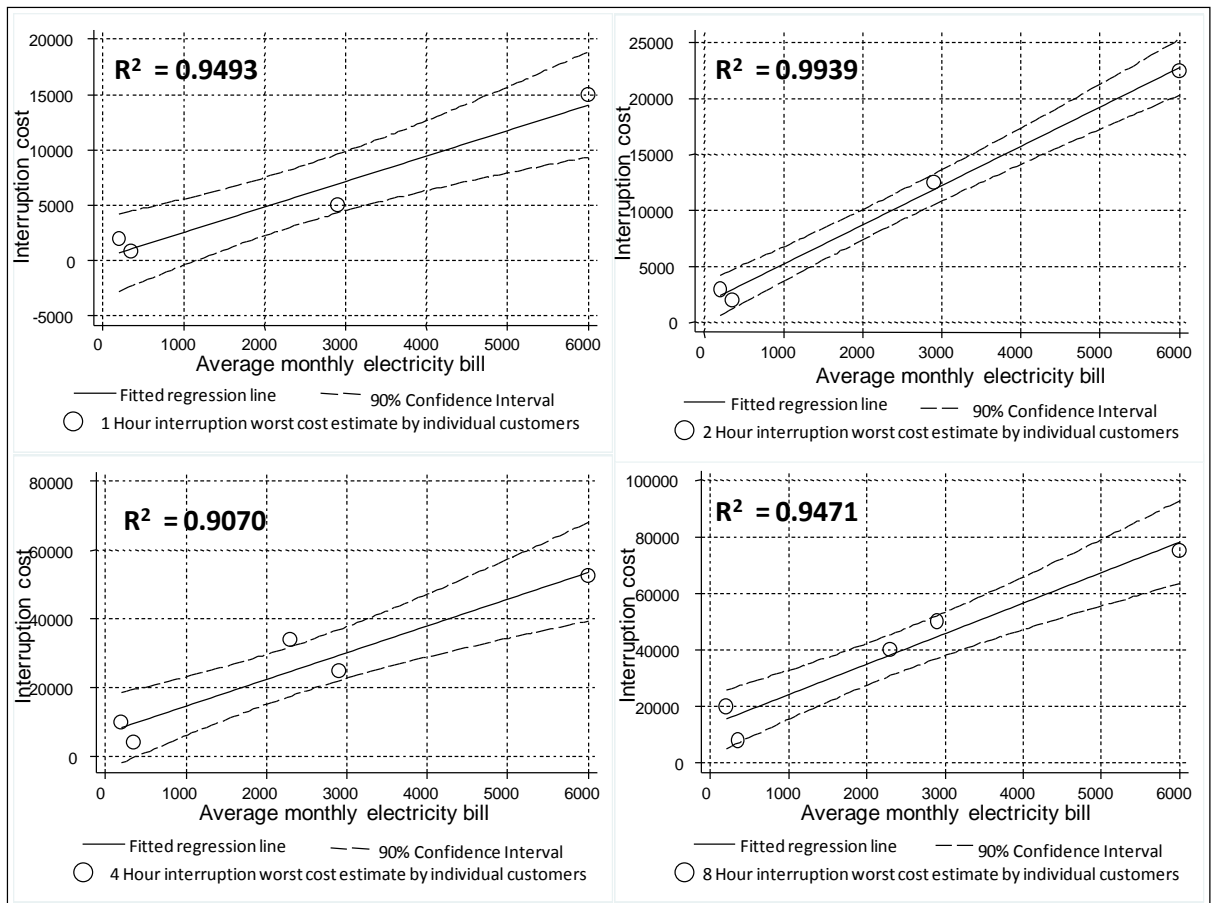 R² = 0.9493
Interruption cost
20000
15000
10000
5000
0
-5000
0 1000 2000 3000 4000 5000 6000
Average monthly electricity bill
Fitted regression line 90% Confidence Interval
1 Hour interruption worst cost estimate by individual customers
R² = 0.9939
Interruption cost
25000
20000
15000
10000
5000
0
0 1000 2000 3000 4000 5000 6000
Average monthly electricity bill
Fitted regression line 90% Confidence Interval
2 Hour interruption worst cost estimate by individual customers
R² = 0.9070
Interruption cost
80000
60000
40000
20000
0
0 1000 2000 3000 4000 5000 6000
Average monthly electricity bill
Fitted regression line 90% Confidence Interval
4 Hour interruption worst cost estimate by individual customers
R² = 0.9471
Interruption cost
100000
80000
60000
40000
20000
0
0 1000 2000 3000 4000 5000 6000
Average monthly electricity bill
Fitted regression line 90% Confidence Interval
8 Hour interruption worst cost estimate by individual customers